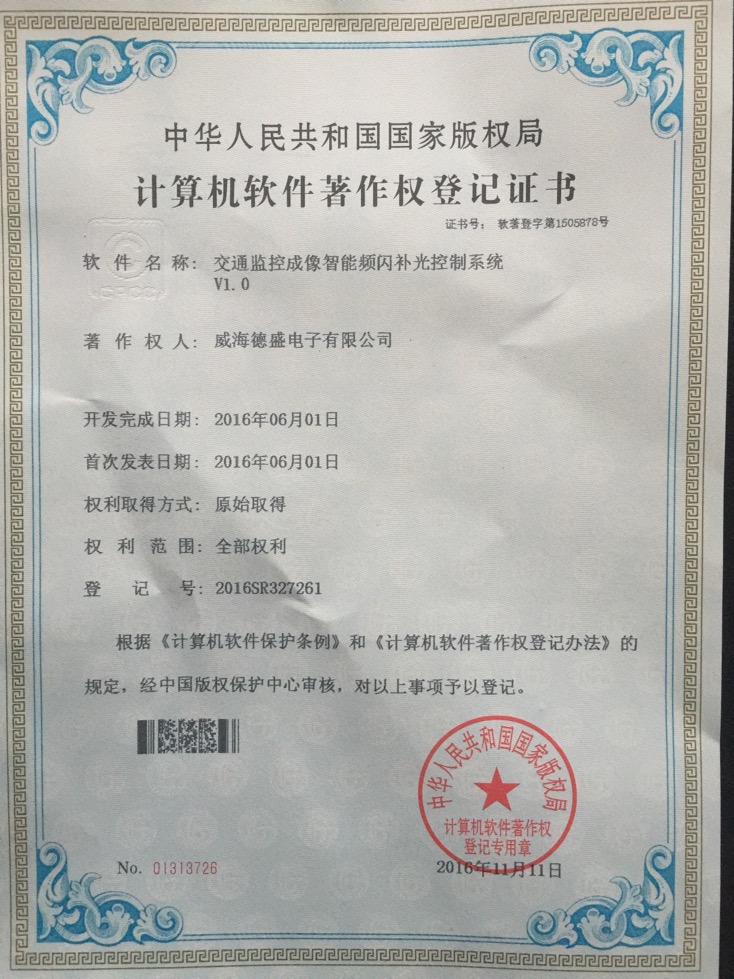 中华人民共和国国家版权局
计算机软件著作权登记证书
证书号： 软著登字第1505878号
软件名称： 交通监控成像智能频闪补光控制系统
V1.0
著作权人： 威海德盛电子有限公司
开发完成日期： 2016年06月01日
首次发表日期： 2016年06月01日
权利取得方式： 原始取得
权利范围： 全部权利
登记号： 2016SR327261
根据《计算机软件保护条例》和《计算机软件著作权登记办法》的
规定，经中国版权保护中心审核，对以上事项予以登记。
中华人民共和国国家版权局
计算机软件著作权
登记专用章
No. 01313726
2016年11月11日